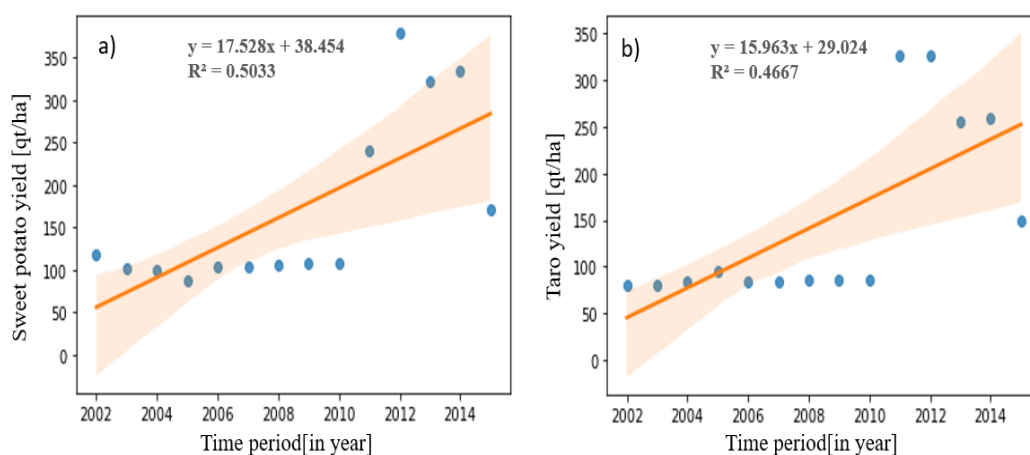 a)
y = 17.528x + 38.454
R² = 0.5033
Sweet potato yield [qt/ha]
350
300
250
200
150
100
50
0
2002 2004 2006 2008 2010 2012 2014
Time period[in year]
b)
y = 15.963x + 29.024
R² = 0.4667
Taro yield [qt/ha]
350
300
250
200
150
100
50
0
2002 2004 2006 2008 2010 2012 2014
Time period[in year]